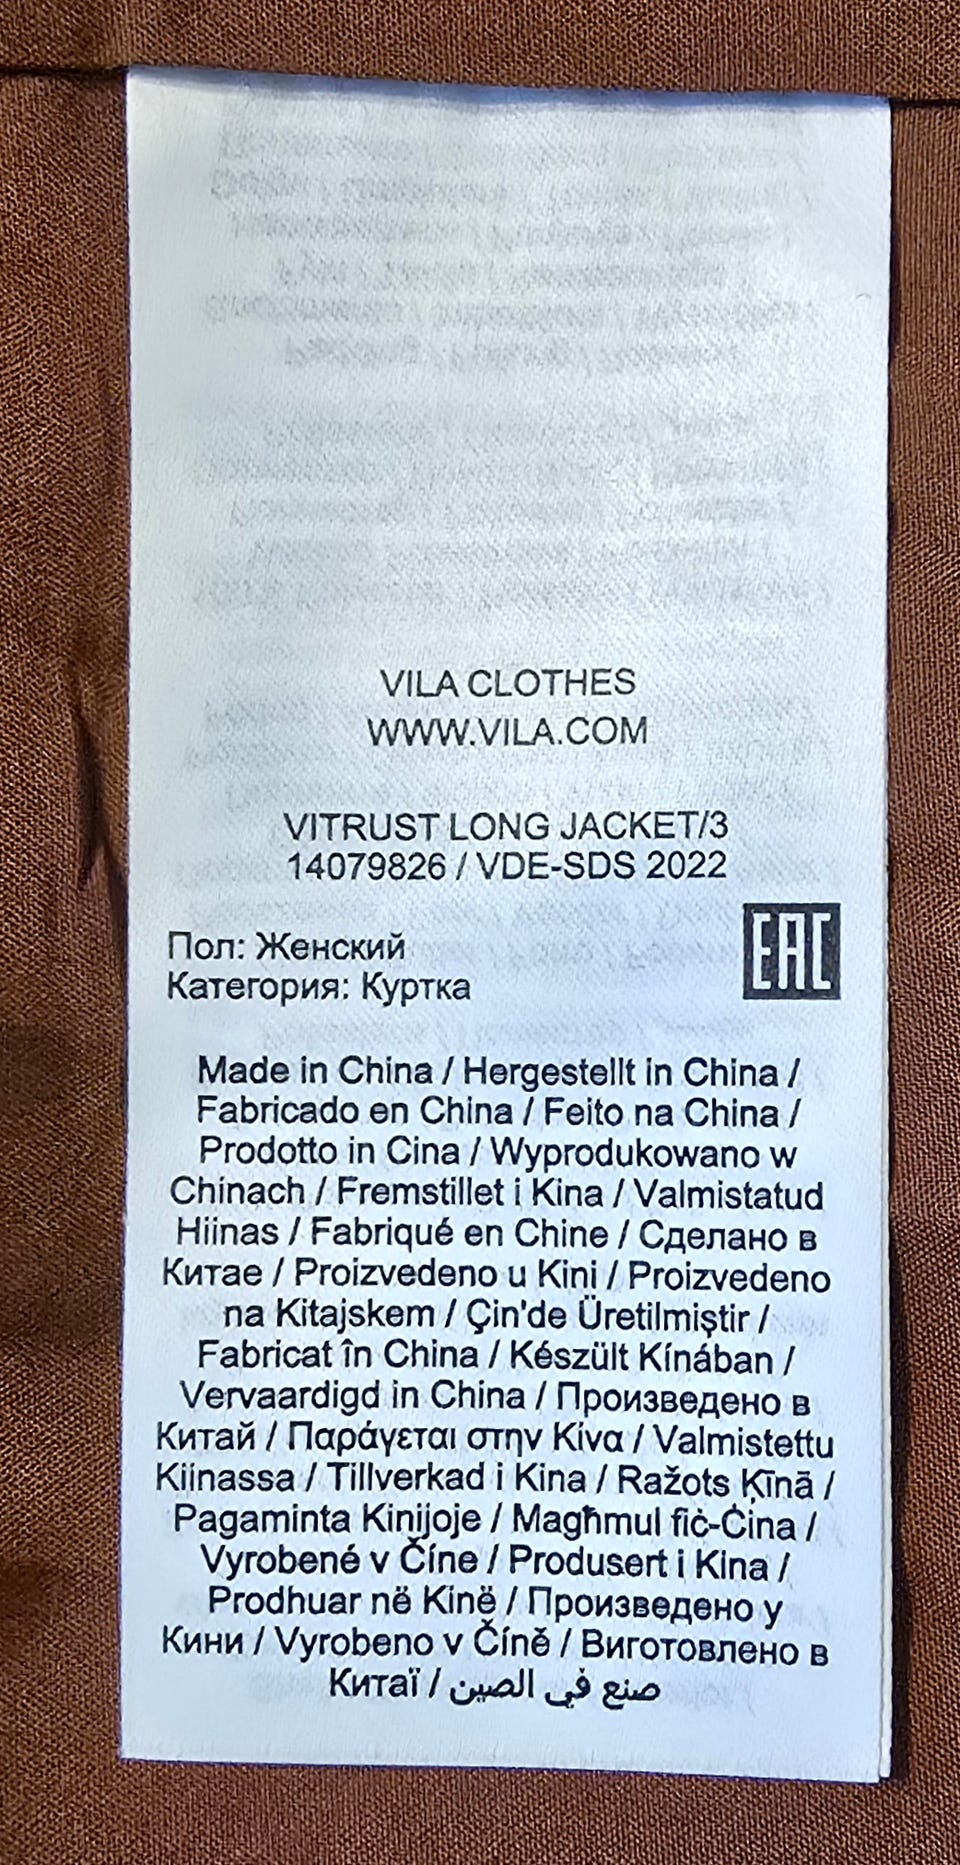 VILA CLOTHES
WWW.VILA.COM
VITRUST LONG JACKET/3
14079826 / VDE-SDS 2022
Пол: Женский
Категория: Куртка
EAC
Made in China / Hergestellt in China /
Fabricado en China / Feito na China /
Prodotto in Cina / Wyprodukowano w
Chinach / Fremstillet i Kina / Valmistatud
Hiinas / Fabriqué en Chine / Сделано в
Китае / Proizvedeno u Kini / Proizvedeno
na Kitajskem / Çin'de Üretilmiştir /
Fabricat în China / Készült Kínában /
Vervaardigd in China / Произведено в
Китай / Παράγεται στην Κίνα / Valmistettu
Kiinassa / Tillverkad i Kina / Ražots Ķīnā /
Pagaminta Kinijoje / Magħmul fiċ-Ċina /
Vyrobené v Číne / Produsert i Kina /
Prodhuar në Kinë / Произведено у
Кини / Vyrobeno v Číně / Виготовлено в
Китаї / صنع في الصين